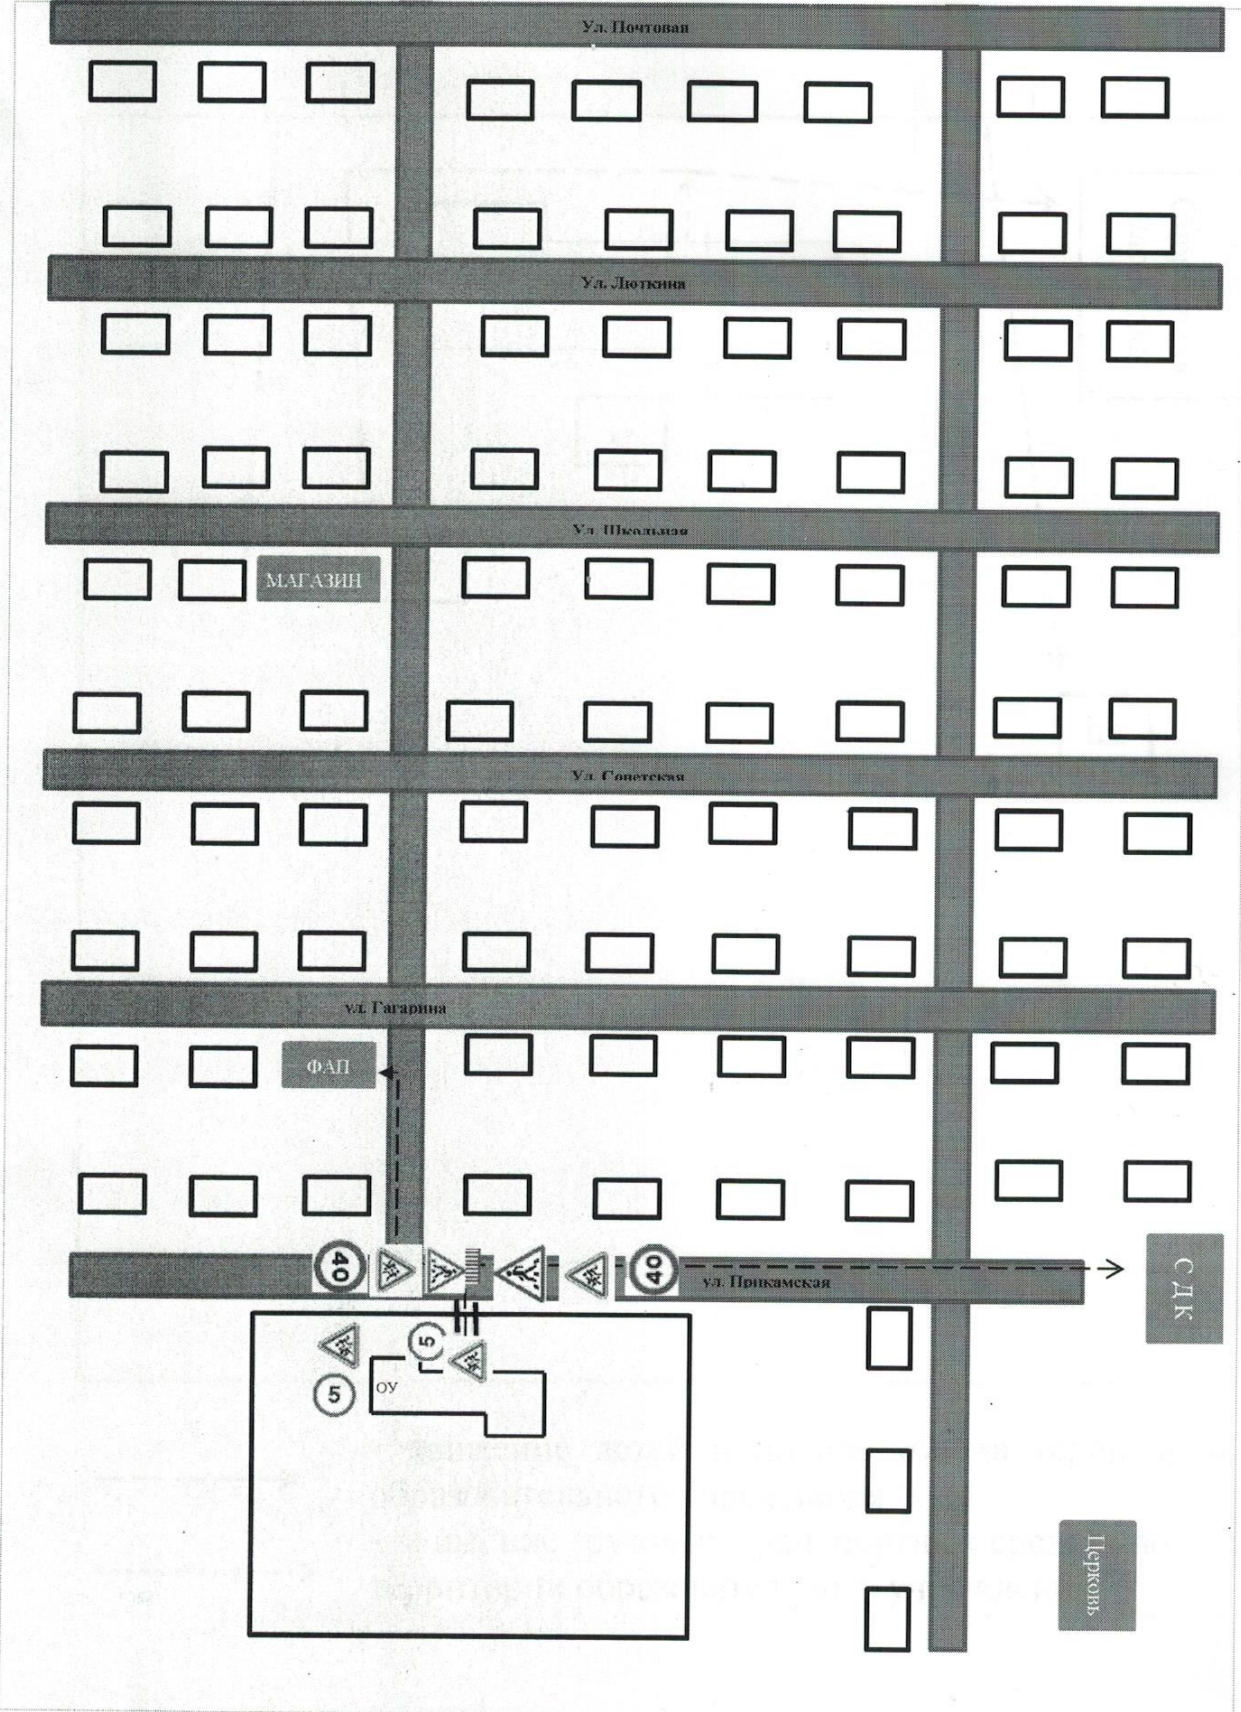 Ул. Почтовая
Ул. Люткина
Ул. Школьная
МАГАЗИН
Ул. Советская
ул. Гагарина
ФАП
40
40
ул. Прикамская
СДК
5
5
ОУ
Церковь